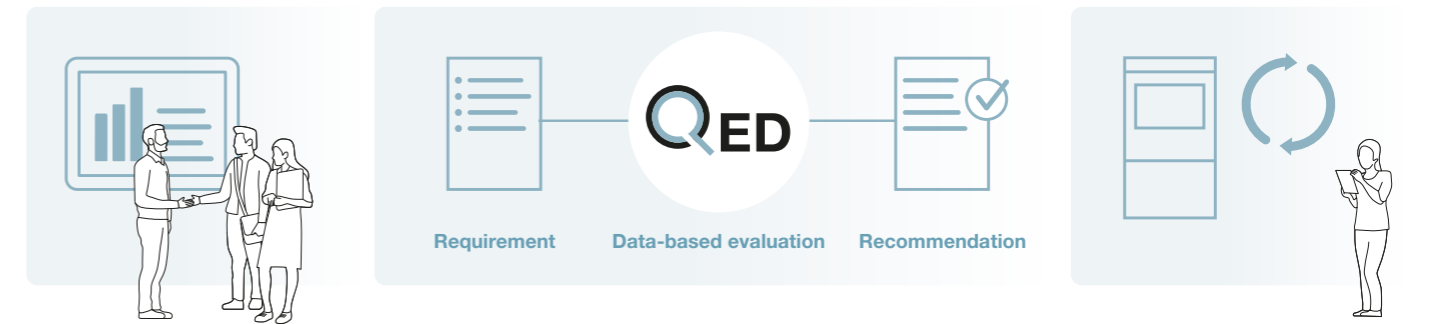 QED
Requirement
Data-based evaluation
Recommendation